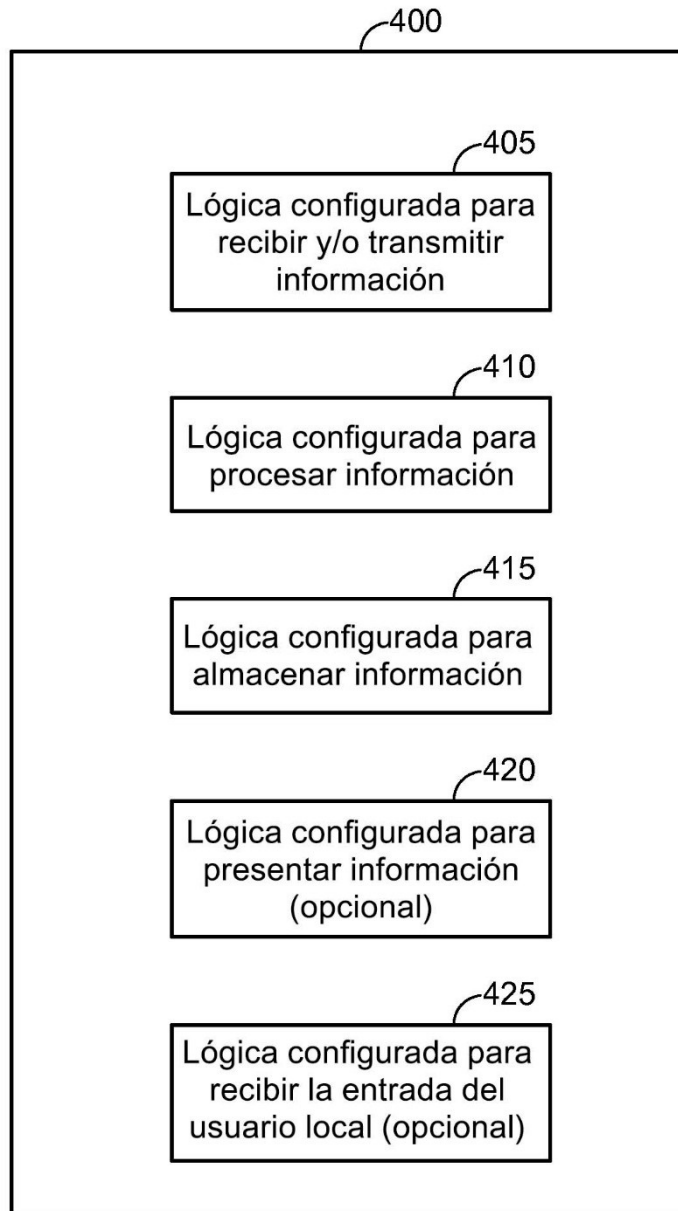 400
405
Lógica configurada para
recibir y/o transmitir
información
410
Lógica configurada para
procesar información
415
Lógica configurada para
almacenar información
420
Lógica configurada para
presentar información
(opcional)
425
Lógica configurada para
recibir la entrada del
usuario local (opcional)